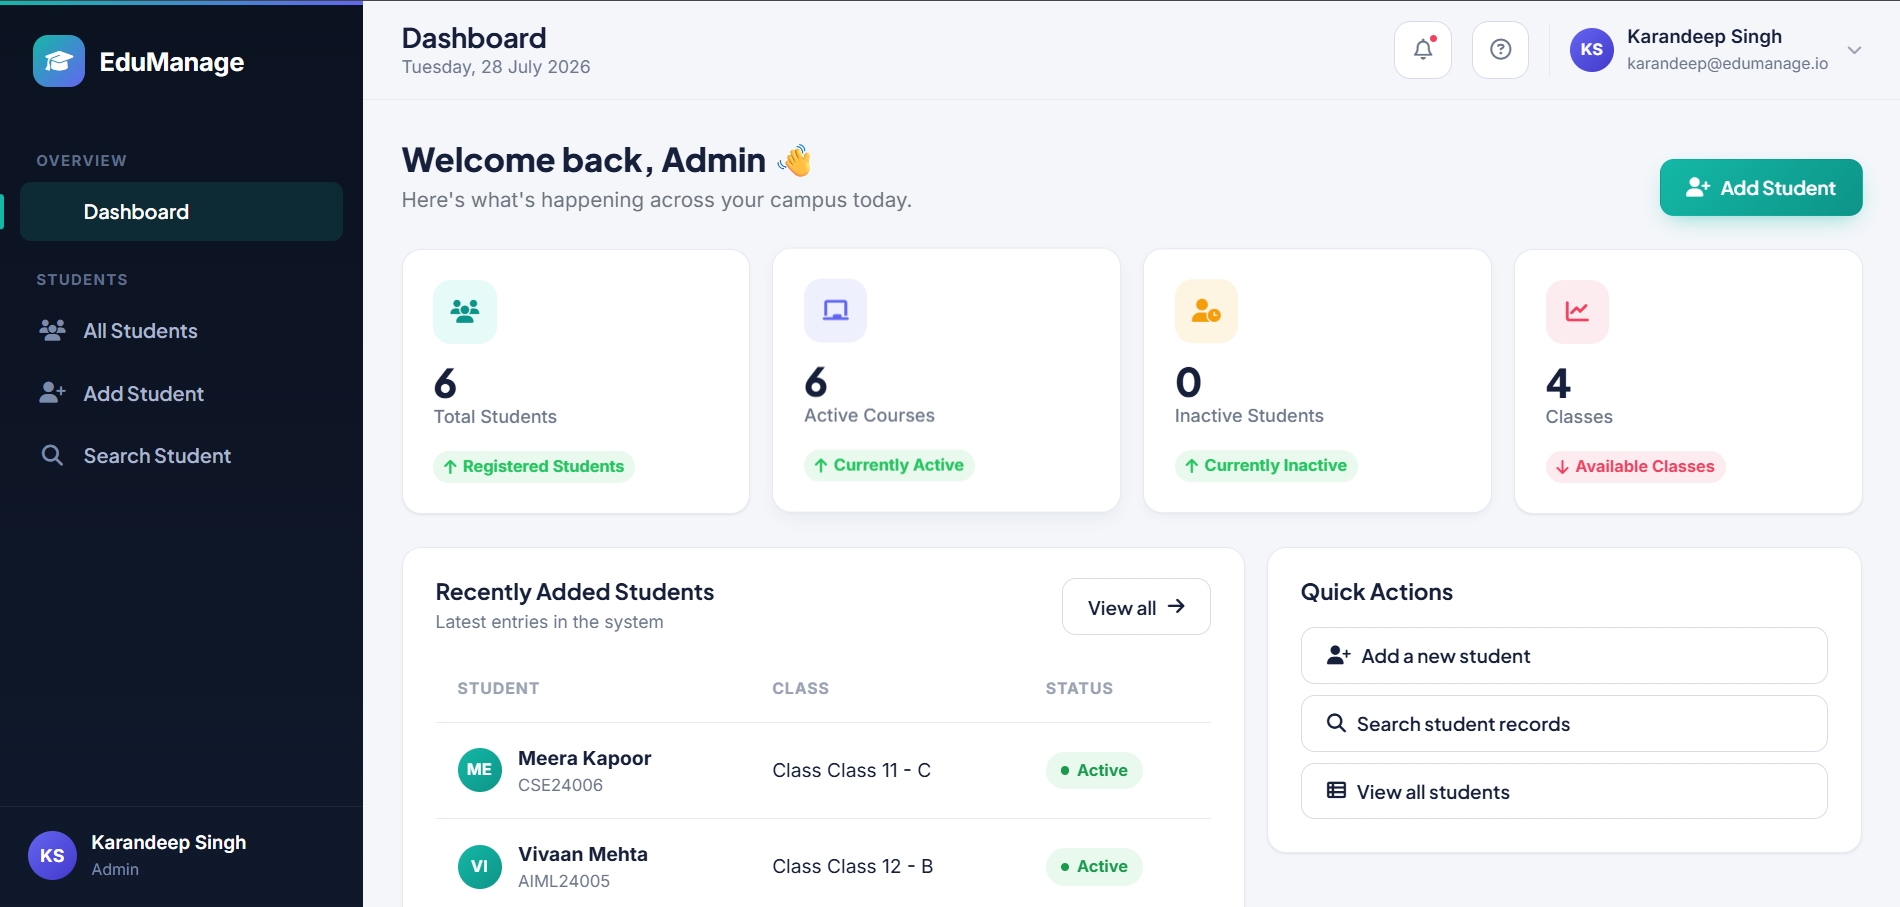 EduManage
OVERVIEW
Dashboard
STUDENTS
All Students
Add Student
Search Student
KS
Karandeep Singh
Admin
Dashboard
Tuesday, 28 July 2026
KS
Karandeep Singh
karandeep@edumanage.io
Welcome back, Admin 👋
Here's what's happening across your campus today.
Add Student
6
Total Students
↑ Registered Students
6
Active Courses
↑ Currently Active
0
Inactive Students
↑ Currently Inactive
4
Classes
↓ Available Classes
Recently Added Students
Latest entries in the system
View all →
STUDENT CLASS STATUS
ME Meera Kapoor
CSE24006
Class Class 11 - C
Active
VI Vivaan Mehta
AIML24005
Class Class 12 - B
Active
Quick Actions
Add a new student
Search student records
View all students